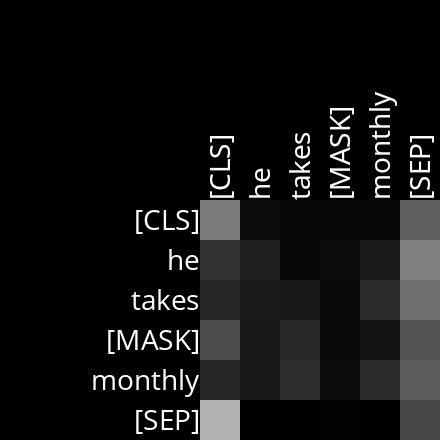 [CLS] he takes [MASK] monthly [SEP]
[CLS]
he
takes
[MASK]
monthly
[SEP]